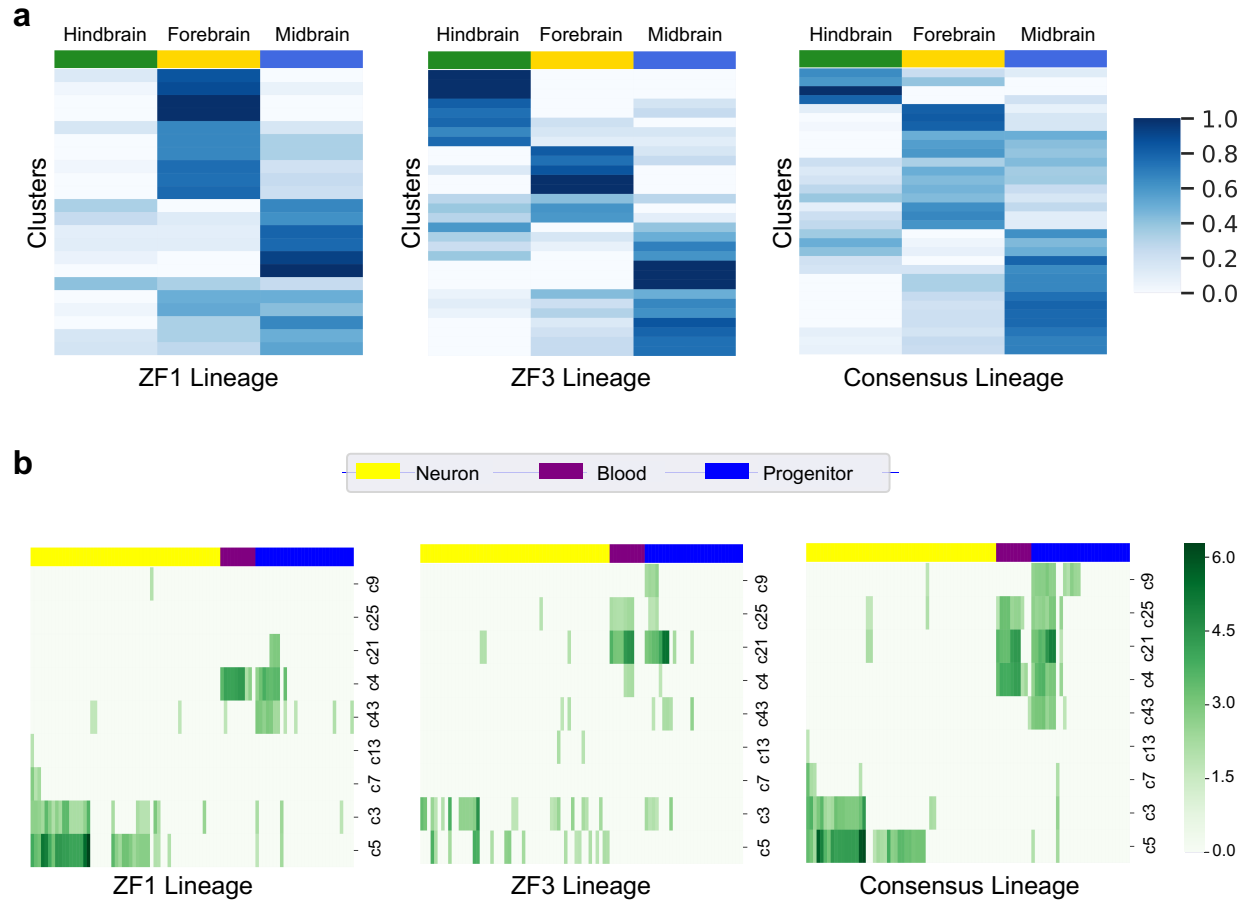 a
Hindbrain Forebrain Midbrain
Hindbrain Forebrain Midbrain
Hindbrain Forebrain Midbrain
Clusters
Clusters
Clusters
1.0
0.8
0.6
0.4
0.2
0.0
ZF1 Lineage
ZF3 Lineage
Consensus Lineage
b
Neuron Blood Progenitor
c9
c25
c21
c4
c43
c13
c7
c3
c5
c9
c25
c21
c4
c43
c13
c7
c3
c5
c9
c25
c21
c4
c43
c13
c7
c3
c5
6.0
4.5
3.0
1.5
0.0
ZF1 Lineage
ZF3 Lineage
Consensus Lineage